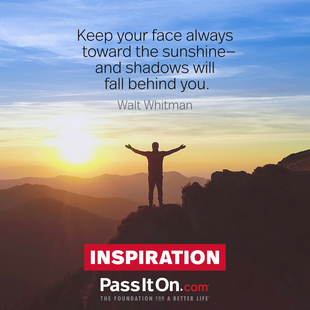 Keep your face always
toward the sunshine—
and shadows will
fall behind you.
Walt Whitman
INSPIRATION
PassItOn.com
THE FOUNDATION FOR A BETTER LIFE